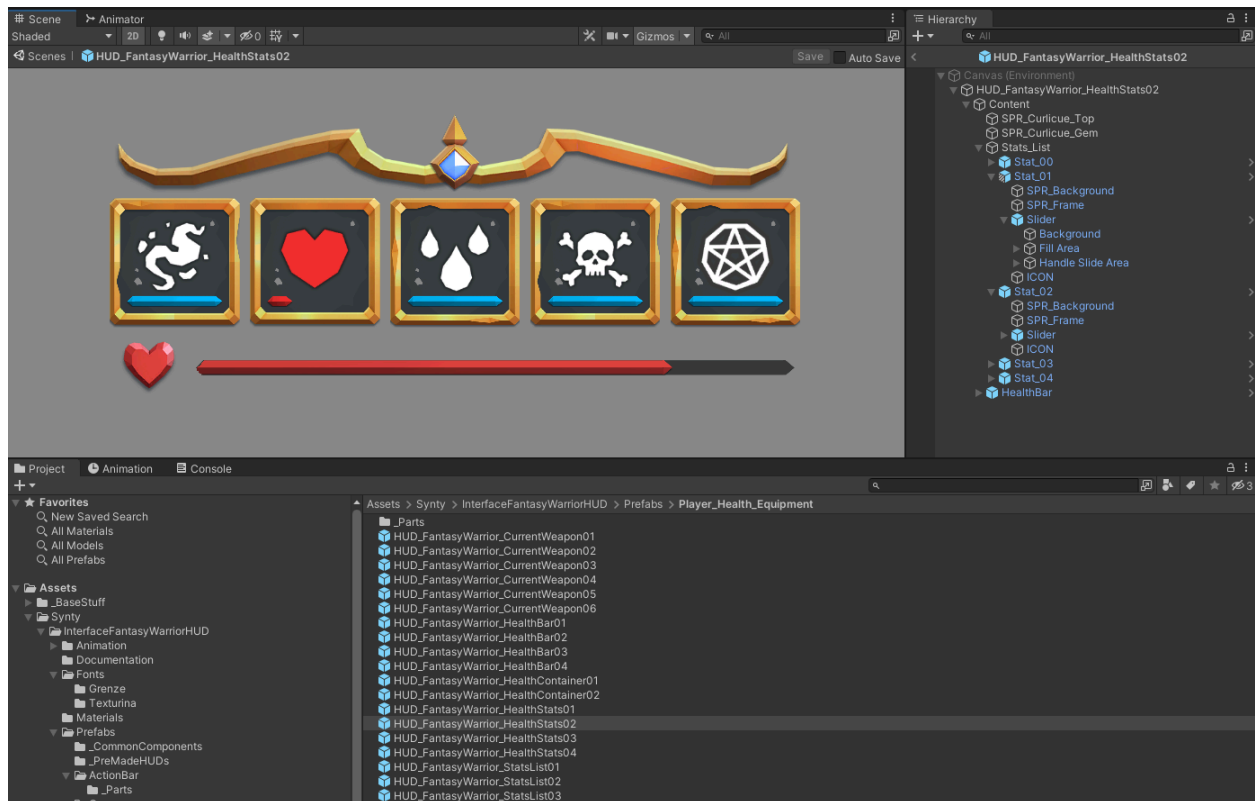 Scene
Animator
Shaded
2D
0
Gizmos
All
Scenes
HUD_FantasyWarrior_HealthStats02
Save
Auto Save
Hierarchy
All
HUD_FantasyWarrior_HealthStats02
Canvas (Environment)
HUD_FantasyWarrior_HealthStats02
Content
SPR_Curlicue_Top
SPR_Curlicue_Gem
Stats_List
Stat_00
Stat_01
SPR_Background
SPR_Frame
Slider
Background
Fill Area
Handle Slide Area
ICON
Stat_02
SPR_Background
SPR_Frame
Slider
ICON
Stat_03
Stat_04
HealthBar
Project
Animation
Console
3
Favorites
New Saved Search
All Materials
All Models
All Prefabs
Assets
_BaseStuff
Synty
InterfaceFantasyWarriorHUD
Animation
Documentation
Fonts
Grenze
Texturina
Materials
Prefabs
_CommonComponents
_PreMadeHUDs
ActionBar
_Parts
Assets > Synty > InterfaceFantasyWarriorHUD > Prefabs > Player_Health_Equipment
_Parts
HUD_FantasyWarrior_CurrentWeapon01
HUD_FantasyWarrior_CurrentWeapon02
HUD_FantasyWarrior_CurrentWeapon03
HUD_FantasyWarrior_CurrentWeapon04
HUD_FantasyWarrior_CurrentWeapon05
HUD_FantasyWarrior_CurrentWeapon06
HUD_FantasyWarrior_HealthBar01
HUD_FantasyWarrior_HealthBar02
HUD_FantasyWarrior_HealthBar03
HUD_FantasyWarrior_HealthBar04
HUD_FantasyWarrior_HealthContainer01
HUD_FantasyWarrior_HealthContainer02
HUD_FantasyWarrior_HealthStats01
HUD_FantasyWarrior_HealthStats02
HUD_FantasyWarrior_HealthStats03
HUD_FantasyWarrior_HealthStats04
HUD_FantasyWarrior_StatsList01
HUD_FantasyWarrior_StatsList02
HUD_FantasyWarrior_StatsList03